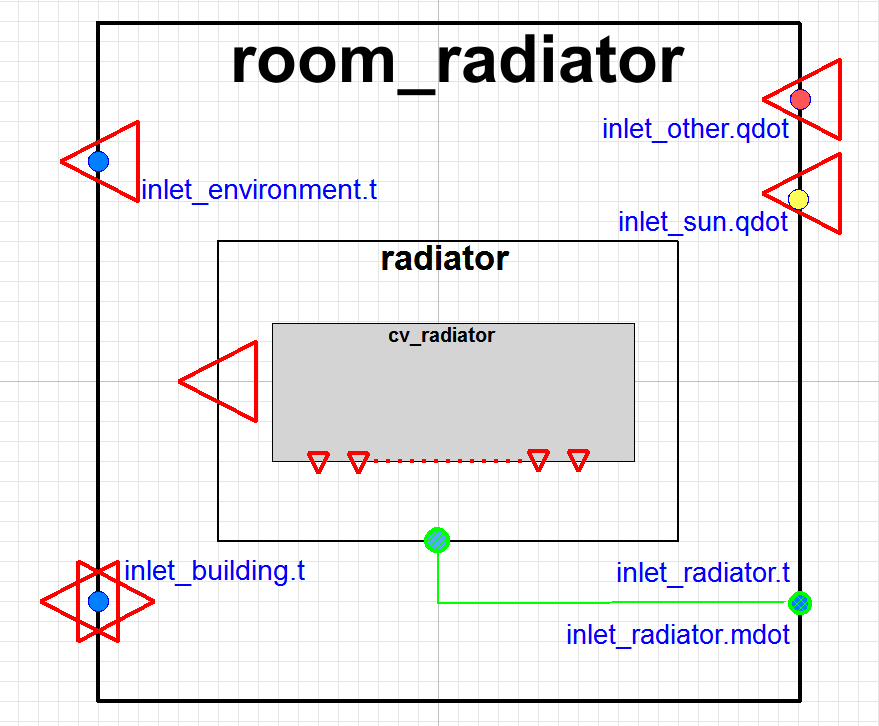 room_radiator
inlet_other.qdot
inlet_environment.t
inlet_sun.qdot
radiator
cv_radiator
inlet_building.t
inlet_radiator.t
inlet_radiator.mdot